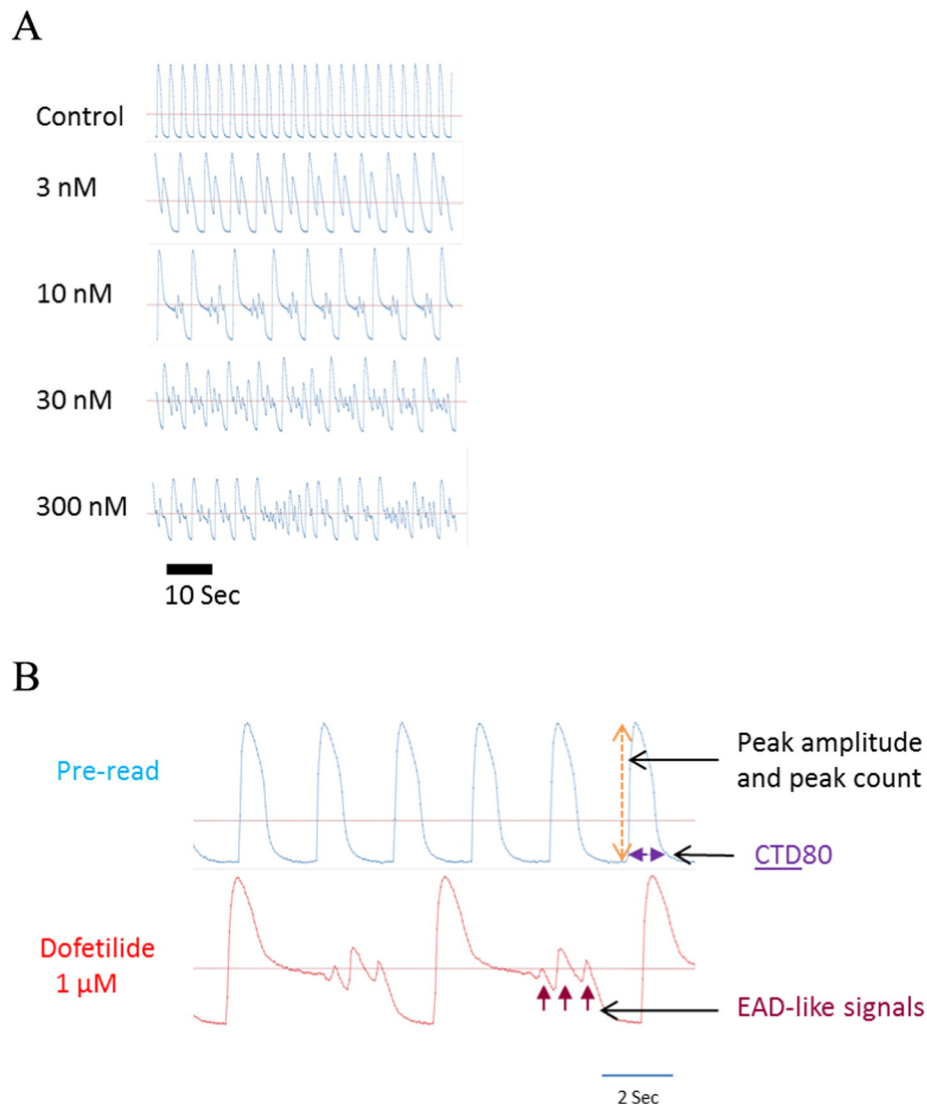 A
Control
3 nM
10 nM
30 nM
300 nM
10 Sec
B
Pre-read
Peak amplitude
and peak count
CTD80
Dofetilide
1 µM
EAD-like signals
2 Sec